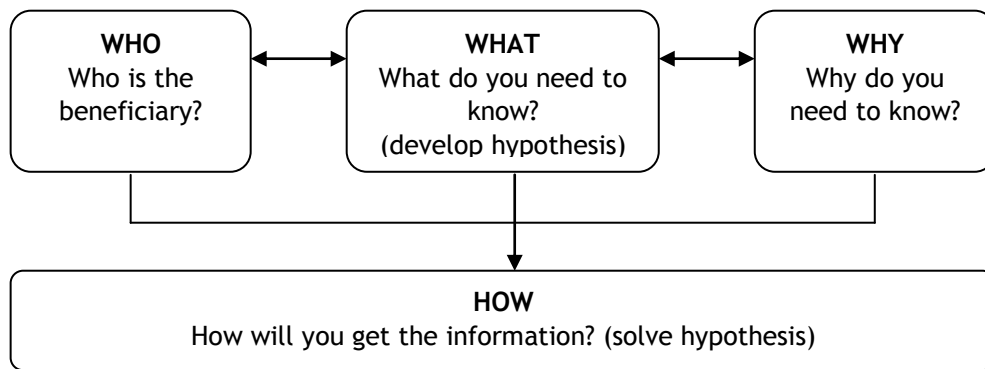 WHO
Who is the
beneficiary?
WHAT
What do you need to
know?
(develop hypothesis)
WHY
Why do you
need to know?
HOW
How will you get the information? (solve hypothesis)